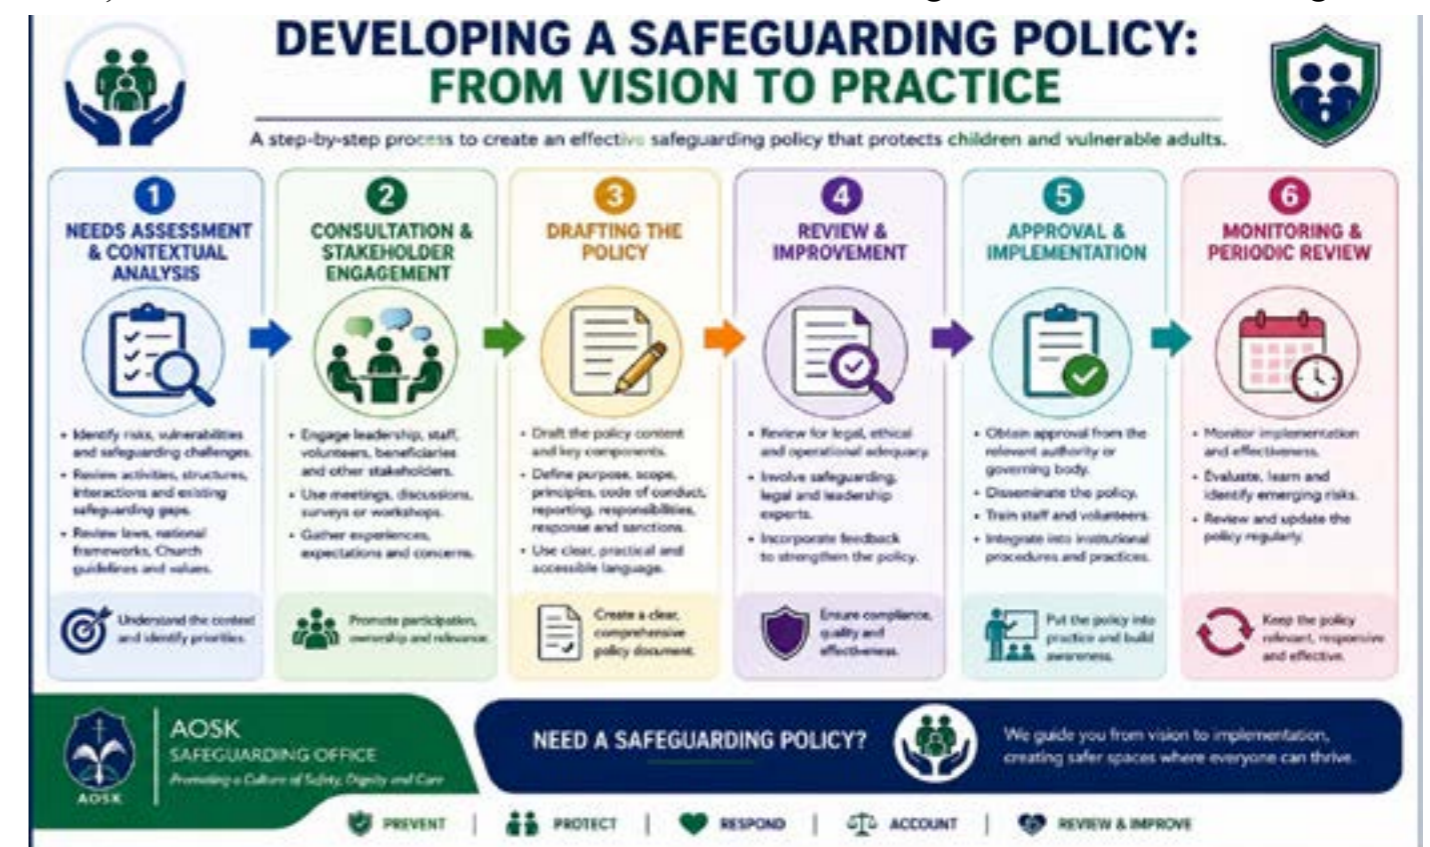 DEVELOPING A SAFEGUARDING POLICY:
FROM VISION TO PRACTICE
A step-by-step process to create an effective safeguarding policy that protects children and vulnerable adults.
1
NEEDS ASSESSMENT
& CONTEXTUAL
ANALYSIS
• Identify risks, vulnerabilities
and safeguarding challenges.
• Review activities, structures,
interactions and existing
safeguarding gaps.
• Review laws, national
frameworks, Church
guidelines and values.
Understand the context
and identify priorities.
2
CONSULTATION &
STAKEHOLDER
ENGAGEMENT
• Engage leadership, staff,
volunteers, beneficiaries
and other stakeholders.
• Use meetings, discussions,
surveys or workshops.
• Gather experiences,
expectations and concerns.
Promote participation,
ownership and relevance.
3
DRAFTING THE
POLICY
• Draft the policy content
and key components.
• Define purpose, scope,
principles, code of conduct,
reporting, responsibilities,
response and sanctions.
• Use clear, practical and
accessible language.
Create a clear,
comprehensive
policy document.
4
REVIEW &
IMPROVEMENT
• Review for legal, ethical
and operational adequacy.
• Involve safeguarding,
legal and leadership
experts.
• Incorporate feedback
to strengthen the policy.
Ensure compliance,
quality and
effectiveness.
5
APPROVAL &
IMPLEMENTATION
• Obtain approval from the
relevant authority or
governing body.
• Disseminate the policy.
• Train staff and volunteers.
• Integrate into institutional
procedures and practices.
Put the policy into
practice and build
awareness.
6
MONITORING &
PERIODIC REVIEW
• Monitor implementation
and effectiveness.
• Evaluate, learn and
identify emerging risks.
• Review and update the
policy regularly.
Keep the policy
relevant, responsive
and effective.
AOSK
AOSK
SAFEGUARDING OFFICE
Promoting a Culture of Safety, Dignity and Care
NEED A SAFEGUARDING POLICY?
We guide you from vision to implementation,
creating safer spaces where everyone can thrive.
PREVENT | PROTECT | RESPOND | ACCOUNT | REVIEW & IMPROVE